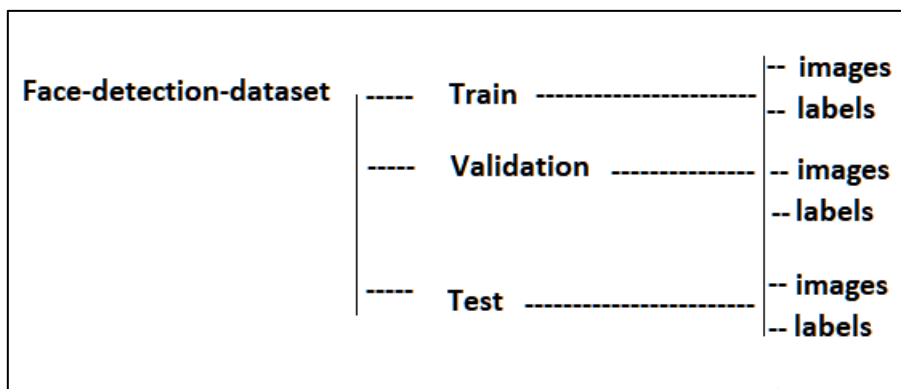 Face-detection-dataset
Train
images
labels
Validation
images
labels
Test
images
labels